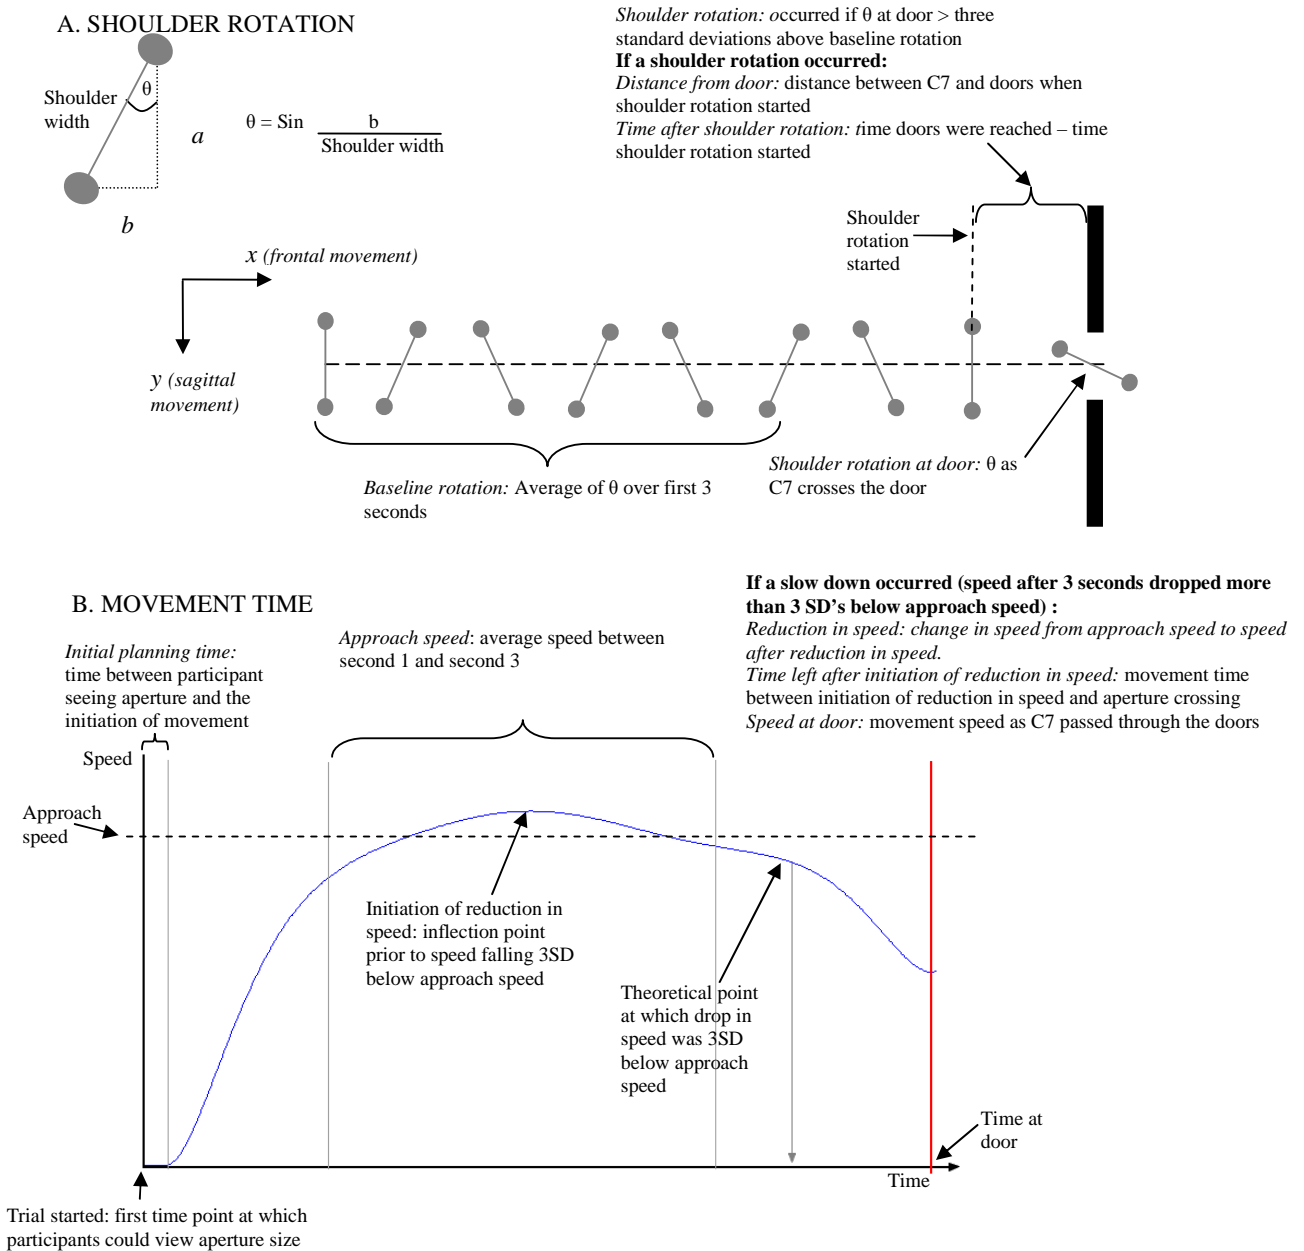 A. SHOULDER ROTATION
Shoulder
width
θ
a
b
θ = Sin b
Shoulder width
Shoulder rotation: occurred if θ at door > three
standard deviations above baseline rotation
If a shoulder rotation occurred:
Distance from door: distance between C7 and doors when
shoulder rotation started
Time after shoulder rotation: time doors were reached – time
shoulder rotation started
Shoulder
rotation
started
x (frontal movement)
y (sagittal
movement)
Baseline rotation: Average of θ over first 3
seconds
Shoulder rotation at door: θ as
C7 crosses the door
B. MOVEMENT TIME
Initial planning time:
time between participant
seeing aperture and the
initiation of movement
Approach speed: average speed between
second 1 and second 3
If a slow down occurred (speed after 3 seconds dropped more
than 3 SD’s below approach speed) :
Reduction in speed: change in speed from approach speed to speed
after reduction in speed.
Time left after initiation of reduction in speed: movement time
between initiation of reduction in speed and aperture crossing
Speed at door: movement speed as C7 passed through the doors
Speed
Approach
speed
Initiation of reduction in
speed: inflection point
prior to speed falling 3SD
below approach speed
Theoretical point
at which drop in
speed was 3SD
below approach
speed
Time at
door
Time
Trial started: first time point at which
participants could view aperture size